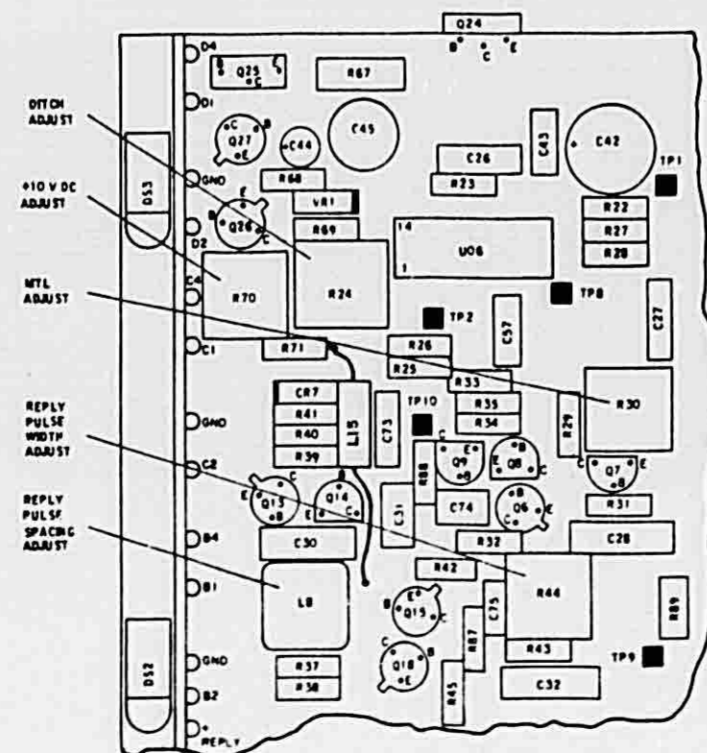 Q24
B
C
E
D4
B
Q25
E
C
R67
D1
DITCH
ADJUST
C
B
Q27
E
C44
C45
C26
C43
C42
TP1
GND
R68
R23
+10 V DC
ADJUST
DS3
E
VR1
R22
B
Q26
C
R69
14
U06
1
R27
R28
D2
MTL
ADJUST
C4
R70
R24
TP8
TP2
C57
C27
C1
R71
R26
R25
R33
CR7
R41
R40
R39
L15
C73
TP10
R35
R34
R29
R30
REPLY
PULSE
WIDTH
ADJUST
GND
C2
R88
C
E
Q9
B
B
E
Q8
C
C
E
Q7
B
C
E
Q13
B
Q14
E
C
C31
C74
B
Q6
E
C
R31
REPLY
PULSE
SPACING
ADJUST
B4
C30
R32
C28
B1
L8
R42
R44
B
E
Q15
C
C75
R89
R87
GND
DS2
R37
R38
C
B
Q18
E
R43
TP9
B2
R45
C32
+
REPLY